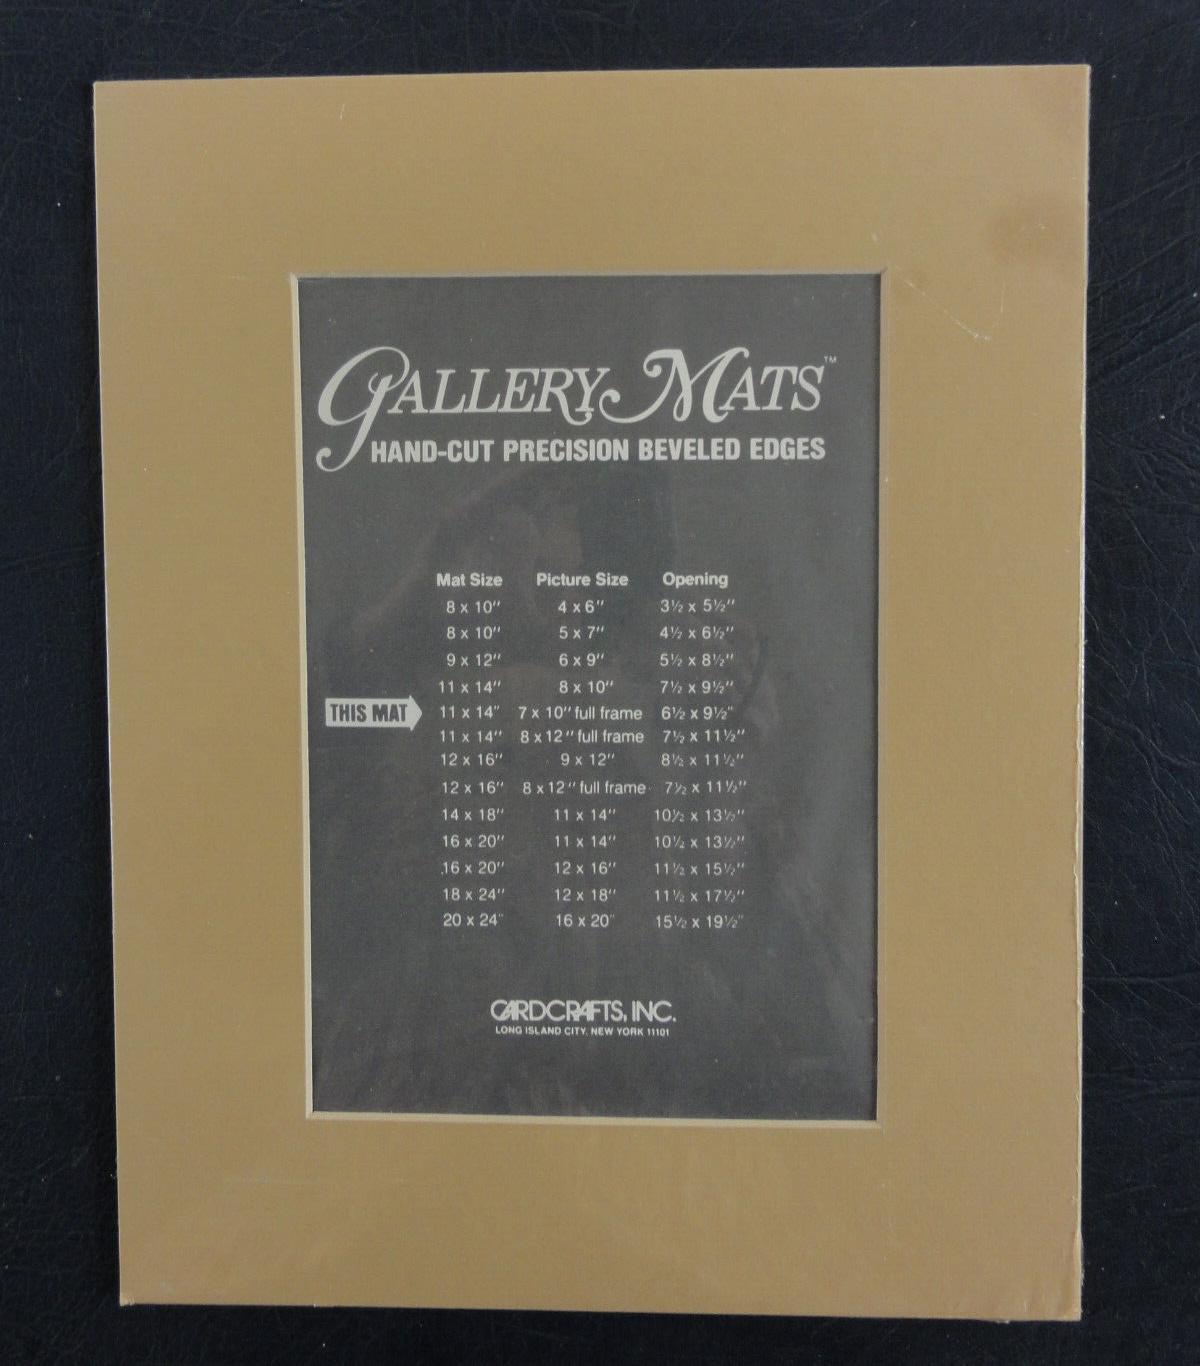 GALLERY MATS™
HAND-CUT PRECISION BEVELED EDGES
Mat Size Picture Size Opening
8 x 10" 4 x 6" 3½ x 5½"
8 x 10" 5 x 7" 4½ x 6½"
9 x 12" 6 x 9" 5½ x 8½"
11 x 14" 8 x 10" 7½ x 9½"
THIS MAT 11 x 14" 7 x 10" full frame 6½ x 9½"
11 x 14" 8 x 12" full frame 7½ x 11½"
12 x 16" 9 x 12" 8½ x 11½"
12 x 16" 8 x 12" full frame 7½ x 11½"
14 x 18" 11 x 14" 10½ x 13½"
16 x 20" 11 x 14" 10½ x 13½"
16 x 20" 12 x 16" 11½ x 15½"
18 x 24" 12 x 18" 11½ x 17½"
20 x 24" 16 x 20" 15½ x 19½"
CARDCRAFTS, INC.
LONG ISLAND CITY, NEW YORK 11101